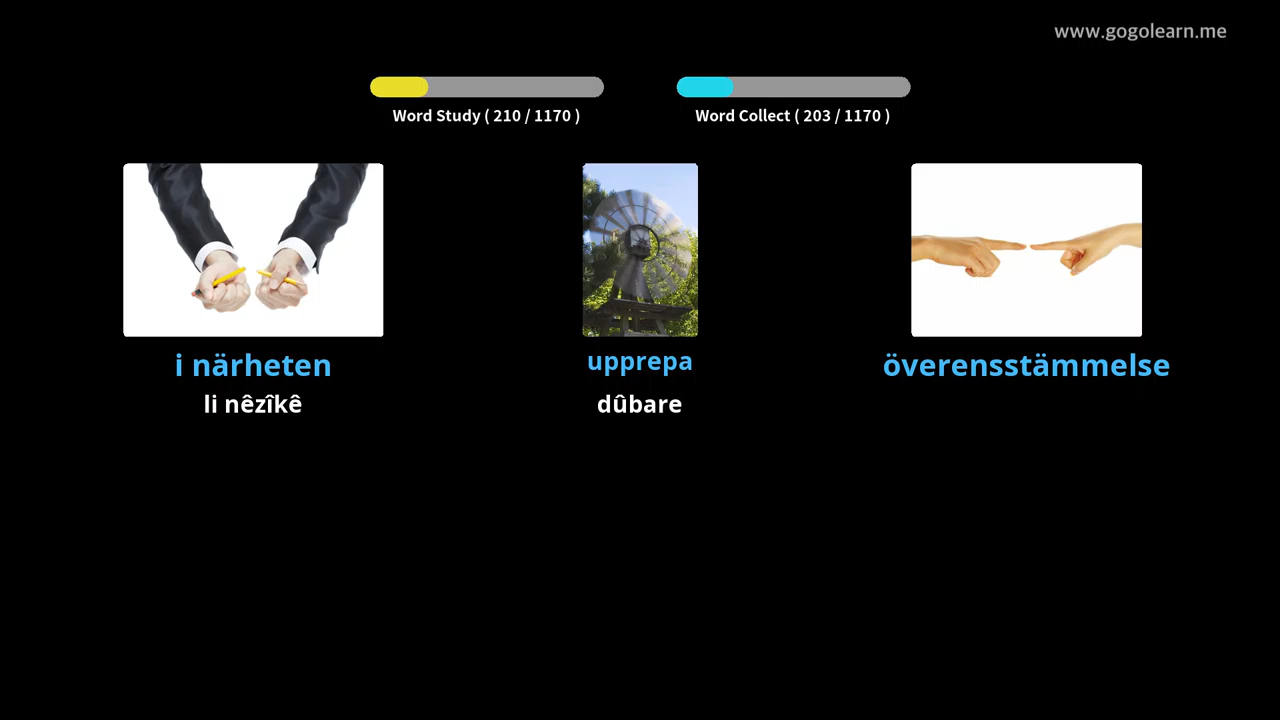 www.gogolearn.me
Word Study ( 210 / 1170 )
Word Collect ( 203 / 1170 )
i närheten
li nêzîkê
upprepa
dûbare
överensstämmelse